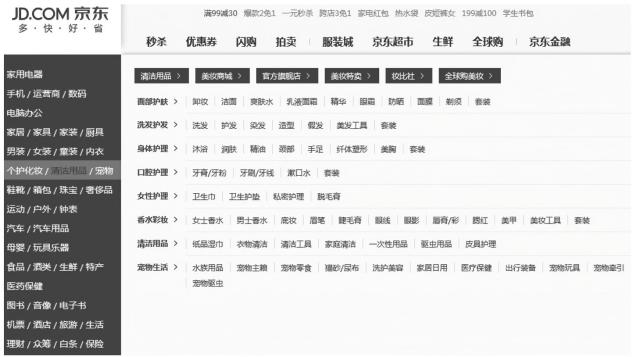 JD.COM 京东
多·快·好·省
满99减30 爆款2免1 一元秒杀 跨店3免1 家电红包 热水袋 皮短裤女 199减100 学生书包
秒杀 优惠券 闪购 拍卖 服装城 京东超市 生鲜 全球购 京东金融
家用电器
手机 / 运营商 / 数码
电脑办公
家居 / 家具 / 家装 / 厨具
男装 / 女装 / 童装 / 内衣
个护化妆 / 清洁用品 / 宠物
鞋靴 / 箱包 / 珠宝 / 奢侈品
运动 / 户外 / 钟表
汽车 / 汽车用品
母婴 / 玩具乐器
食品 / 酒类 / 生鲜 / 特产
医药保健
图书 / 音像 / 电子书
机票 / 酒店 / 旅游 / 生活
理财 / 众筹 / 白条 / 保险
清洁用品 > 美妆商城 > 官方旗舰店 > 美妆特卖 > 妆比社 > 全球购美妆 >
面部护肤 > 卸妆 洁面 爽肤水 乳液面霜 精华 眼霜 防晒 面膜 剃须 套装
洗发护发 > 洗发 护发 染发 造型 假发 美发工具 套装
身体护理 > 沐浴 润肤 精油 颈部 手足 纤体塑形 美胸 套装
口腔护理 > 牙膏/牙粉 牙刷/牙线 漱口水 套装
女性护理 > 卫生巾 卫生护垫 私密护理 脱毛膏
香水彩妆 > 女士香水 男士香水 底妆 眉笔 睫毛膏 眼线 眼影 唇膏/彩 腮红 美甲 美妆工具 套装
清洁用品 > 纸品湿巾 衣物清洁 清洁工具 家庭清洁 一次性用品 驱虫用品 皮具护理
宠物生活 > 水族用品 宠物主粮 宠物零食 猫砂/尿布 洗护美容 家居日用 医疗保健 出行装备 宠物玩具 宠物牵引
宠物驱虫